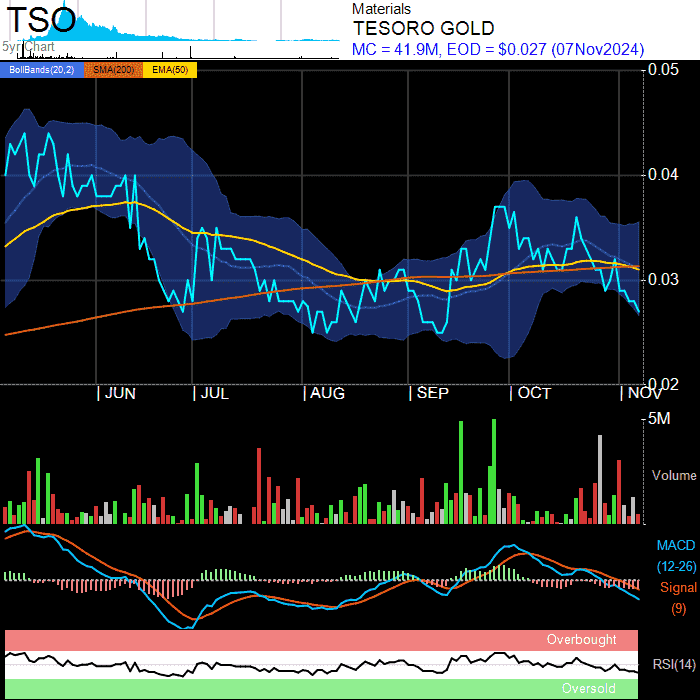 TSO
5yr Chart
Materials
TESORO GOLD
MC = 41.9M, EOD = $0.027 (07Nov2024)
BollBands(20,2) SMA(200) EMA(50)
0.05
0.04
0.03
0.02
JUN JUL AUG SEP OCT NOV
5M
Volume
MACD
(12-26)
Signal
(9)
Overbought
RSI(14)
Oversold